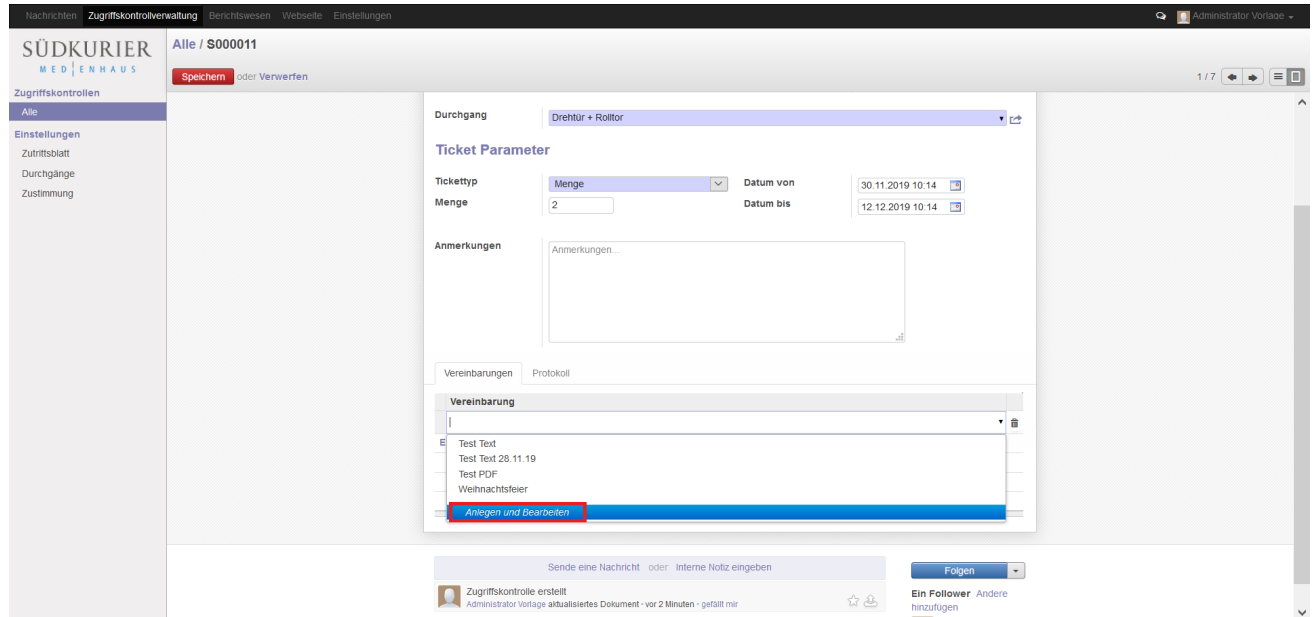 Nachrichten Zugriffskontrollverwaltung Berichtswesen Webseite Einstellungen Administrator Vorlage
SÜDKURIER
MEDIENHAUS
Alle / S000011
Speichern oder Verwerfen
1 / 7
Zugriffskontrollen
Alle
Einstellungen
Zutrittsblatt
Durchgänge
Zustimmung
Durchgang Drehtür + Rolltor
Ticket Parameter
Tickettyp Menge Datum von 30.11.2019 10:14
Menge 2 Datum bis 12.12.2019 10:14
Anmerkungen Anmerkungen...
Vereinbarungen Protokoll
Vereinbarung
E
Test Text
Test Text 28.11.19
Test PDF
Weihnachtsfeier
Anlegen und Bearbeiten
Sende eine Nachricht oder Interne Notiz eingeben
Folgen
Zugriffskontrolle erstellt
Administrator Vorlage aktualisiertes Dokument - vor 2 Minuten - gefällt mir
Ein Follower Andere
hinzufügen